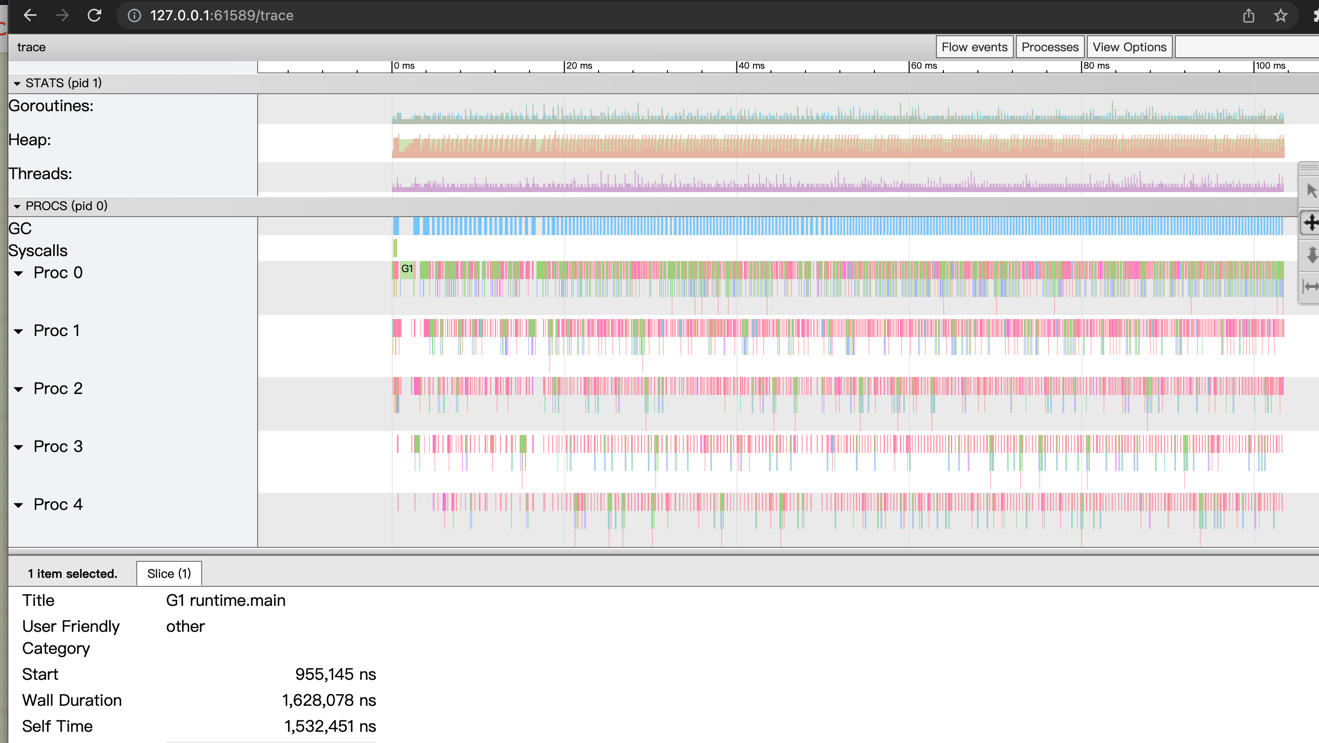 127.0.0.1:61589/trace
trace
Flow events Processes View Options
0 ms 20 ms 40 ms 60 ms 80 ms 100 ms
STATS (pid 1)
Goroutines:
Heap:
Threads:
PROCS (pid 0)
GC
Syscalls
Proc 0
G1
Proc 1
Proc 2
Proc 3
Proc 4
1 item selected. Slice (1)
Title G1 runtime.main
User Friendly other
Category
Start 955,145 ns
Wall Duration 1,628,078 ns
Self Time 1,532,451 ns